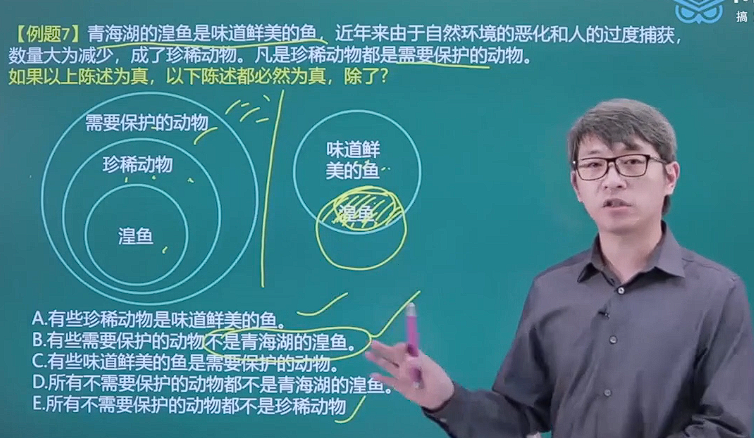 【例题7】青海湖的湟鱼是味道鲜美的鱼，近年来由于自然环境的恶化和人的过度捕获，
数量大为减少，成了珍稀动物。凡是珍稀动物都是需要保护的动物。
如果以上陈述为真，以下陈述都必然为真，除了?
需要保护的动物
珍稀动物
湟鱼
味道鲜
美的鱼
湟鱼
A.有些珍稀动物是味道鲜美的鱼。
B.有些需要保护的动物不是青海湖的湟鱼。
C.有些味道鲜美的鱼是需要保护的动物。
D.所有不需要保护的动物都不是青海湖的湟鱼。
E.所有不需要保护的动物都不是珍稀动物
搞